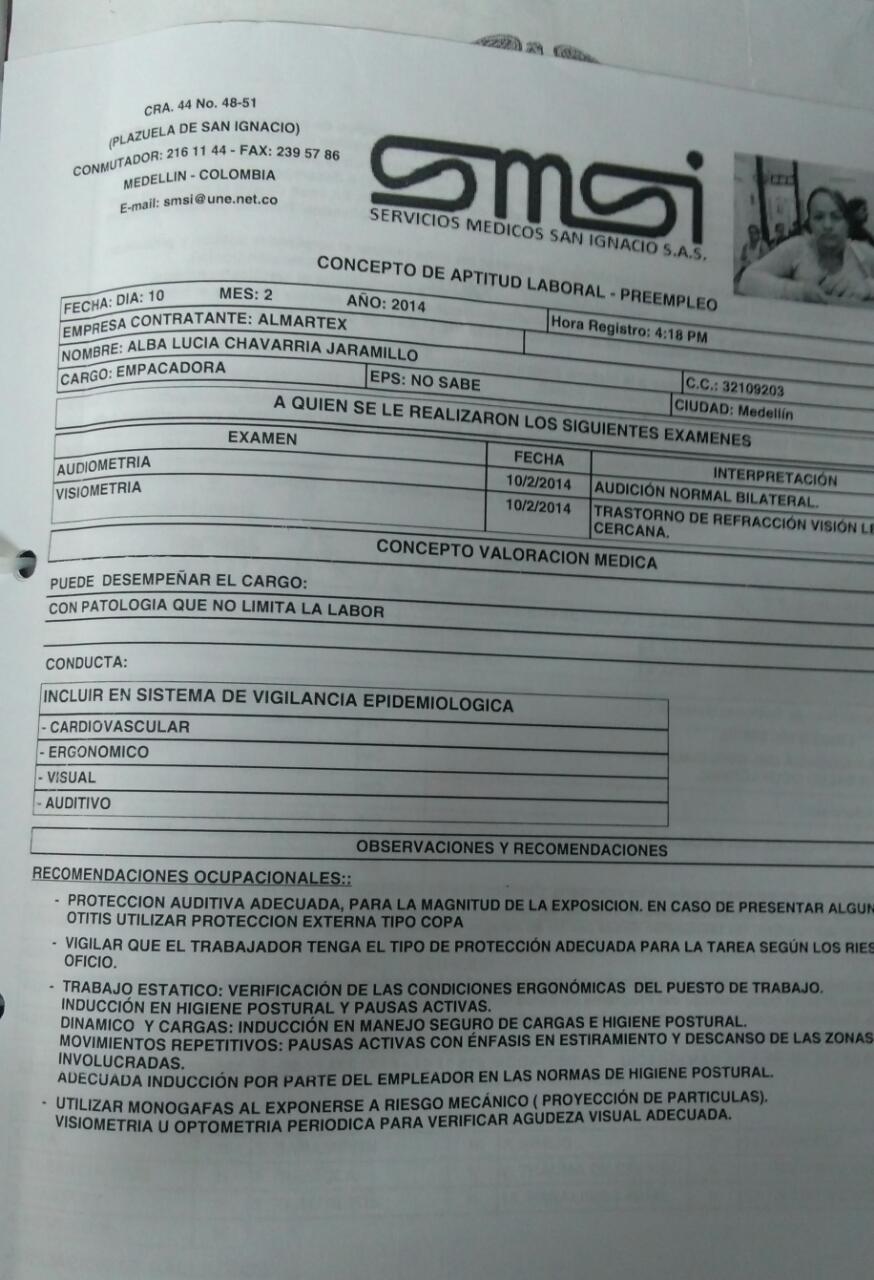 CRA. 44 No. 48-51
(PLAZUELA DE SAN IGNACIO)
CONMUTADOR: 216 11 44 - FAX: 239 57 86
MEDELLIN - COLOMBIA
E-mail: smsi@une.net.co
smsi
SERVICIOS MEDICOS SAN IGNACIO S.A.S.
CONCEPTO DE APTITUD LABORAL - PREEMPLEO
FECHA: DIA: 10 MES: 2 AÑO: 2014 Hora Registro: 4:18 PM
EMPRESA CONTRATANTE: ALMARTEX
NOMBRE: ALBA LUCIA CHAVARRIA JARAMILLO C.C.: 32109203
CARGO: EMPACADORA EPS: NO SABE CIUDAD: Medellín
A QUIEN SE LE REALIZARON LOS SIGUIENTES EXAMENES
EXAMEN FECHA INTERPRETACIÓN
AUDIOMETRIA 10/2/2014 AUDICIÓN NORMAL BILATERAL.
VISIOMETRIA 10/2/2014 TRASTORNO DE REFRACCIÓN VISIÓN
CERCANA.
CONCEPTO VALORACION MEDICA
PUEDE DESEMPEÑAR EL CARGO:
CON PATOLOGIA QUE NO LIMITA LA LABOR
CONDUCTA:
INCLUIR EN SISTEMA DE VIGILANCIA EPIDEMIOLOGICA
- CARDIOVASCULAR
- ERGONOMICO
- VISUAL
- AUDITIVO
OBSERVACIONES Y RECOMENDACIONES
RECOMENDACIONES OCUPACIONALES::
- PROTECCION AUDITIVA ADECUADA, PARA LA MAGNITUD DE LA EXPOSICION. EN CASO DE PRESENTAR
OTITIS UTILIZAR PROTECCION EXTERNA TIPO COPA
- VIGILAR QUE EL TRABAJADOR TENGA EL TIPO DE PROTECCIÓN ADECUADA PARA LA TAREA SEGÚN LOS
OFICIO.
- TRABAJO ESTATICO: VERIFICACIÓN DE LAS CONDICIONES ERGONÓMICAS DEL PUESTO DE TRABAJO.
INDUCCIÓN EN HIGIENE POSTURAL Y PAUSAS ACTIVAS.
DINAMICO Y CARGAS: INDUCCIÓN EN MANEJO SEGURO DE CARGAS E HIGIENE POSTURAL.
MOVIMIENTOS REPETITIVOS: PAUSAS ACTIVAS CON ÉNFASIS EN ESTIRAMIENTO Y DESCANSO DE LAS ZONAS
INVOLUCRADAS.
ADECUADA INDUCCIÓN POR PARTE DEL EMPLEADOR EN LAS NORMAS DE HIGIENE POSTURAL.
- UTILIZAR MONOGAFAS AL EXPONERSE A RIESGO MECÁNICO ( PROYECCIÓN DE PARTICULAS).
VISIOMETRIA U OPTOMETRIA PERIODICA PARA VERIFICAR AGUDEZA VISUAL ADECUADA.